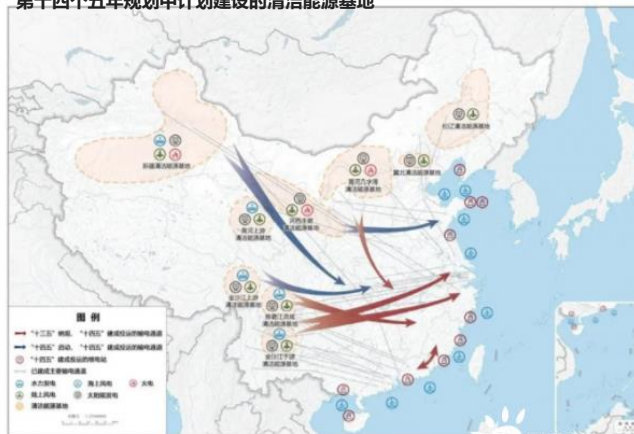 第十四个五年规划中计划建设的清洁能源基地
松辽清洁能源基地
新疆清洁能源基地
黄河几字湾
清洁能源基地
冀北清洁能源基地
河西走廊
清洁能源基地
黄河上游
清洁能源基地
金沙江上游
清洁能源基地
雅砻江流域
清洁能源基地
金沙江下游
清洁能源基地
图 例
“十三五”纳规，“十四五”建成投运的输电通道
“十四五”启动，“十四五”建成投运的输电通道
“十四五”建成投运的核电站
已建成主要输电通道
水力发电 海上风电 火电
陆上风电 太阳能发电
清洁能源基地